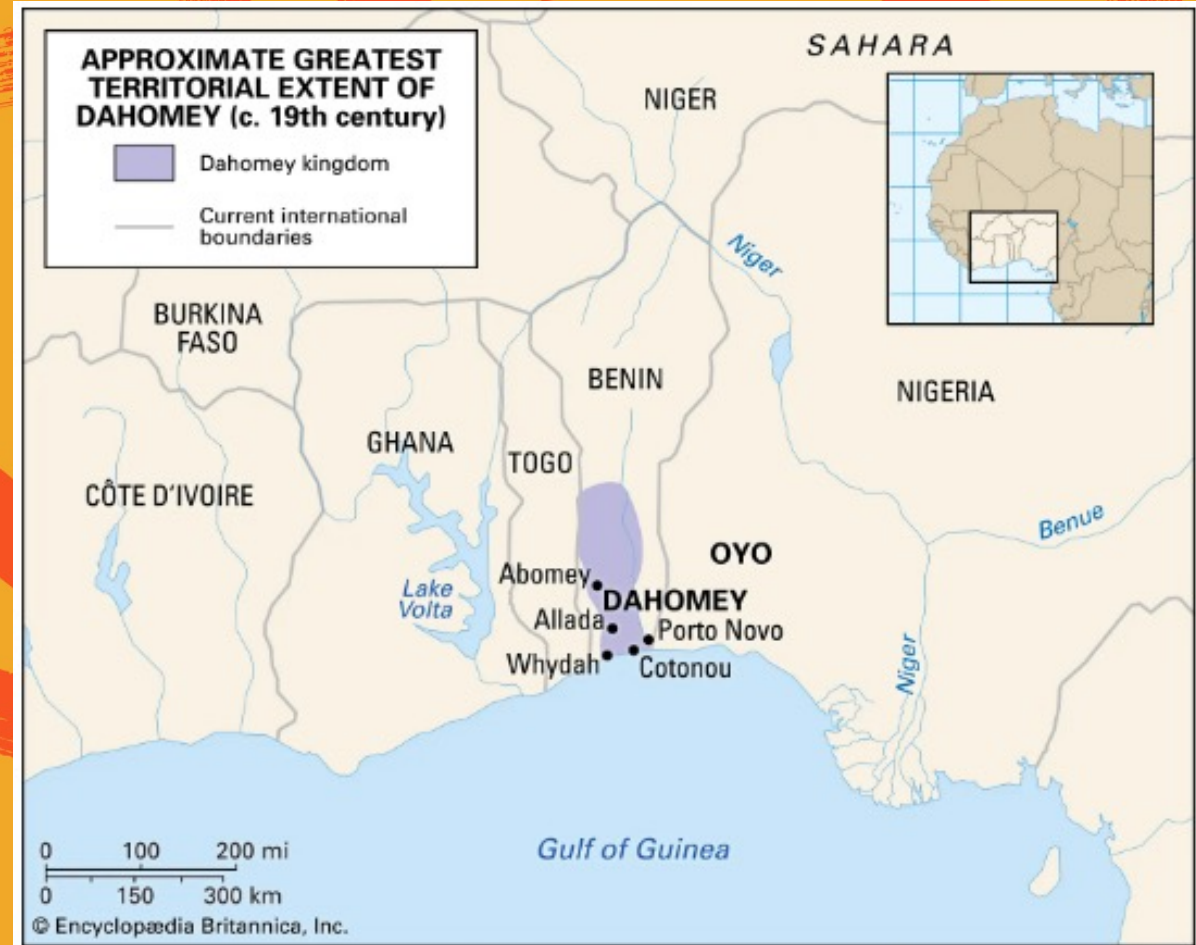 APPROXIMATE GREATEST
TERRITORIAL EXTENT OF
DAHOMEY (c. 19th century)
Dahomey kingdom
Current international
boundaries
SAHARA
NIGER
Niger
BURKINA
FASO
BENIN
NIGERIA
GHANA
TOGO
CÔTE D'IVOIRE
Benue
OYO
Abomey
Lake
Volta
DAHOMEY
Allada
Porto Novo
Whydah
Cotonou
Niger
Gulf of Guinea
0 100 200 mi
0 150 300 km
© Encyclopædia Britannica, Inc.